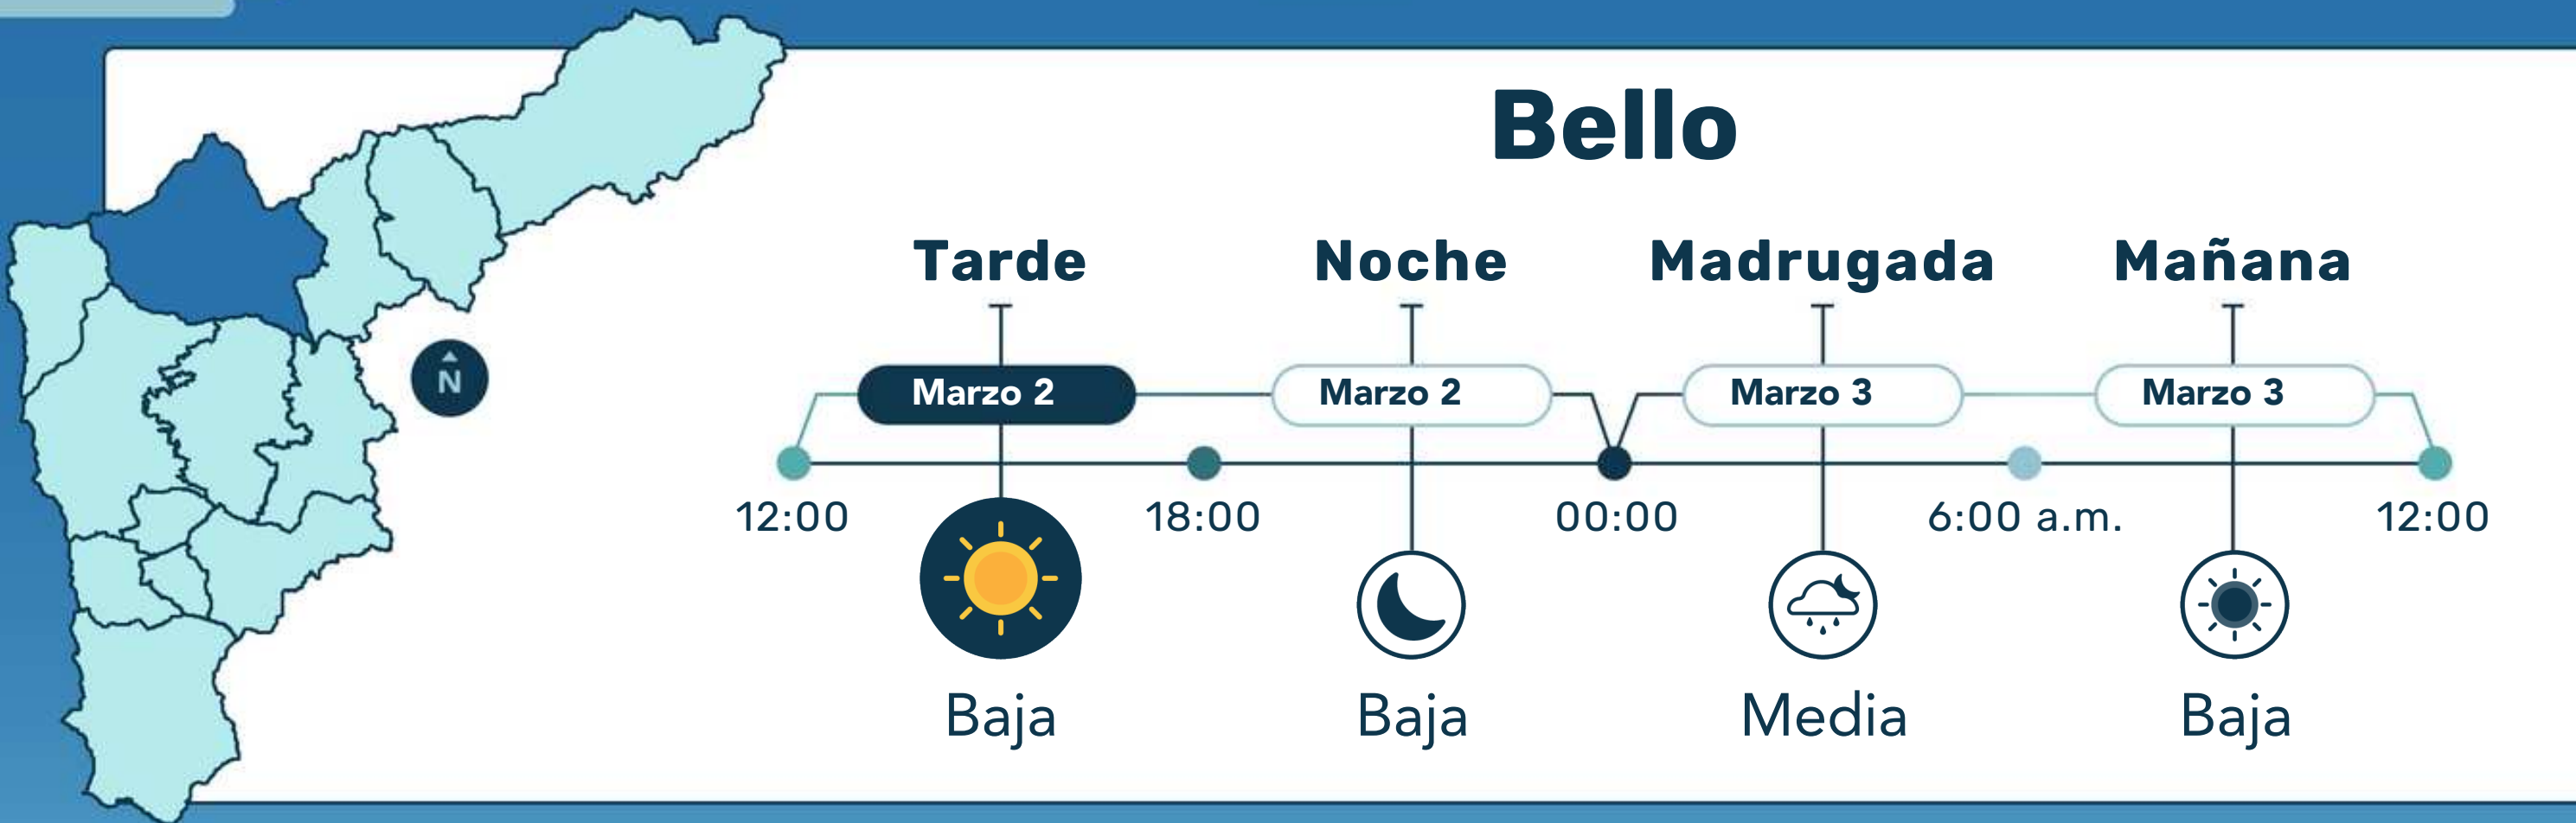 Bello
Tarde Noche Madrugada Mañana
Marzo 2 Marzo 2 Marzo 3 Marzo 3
N
12:00 18:00 00:00 6:00 a.m. 12:00
Baja Baja Media Baja